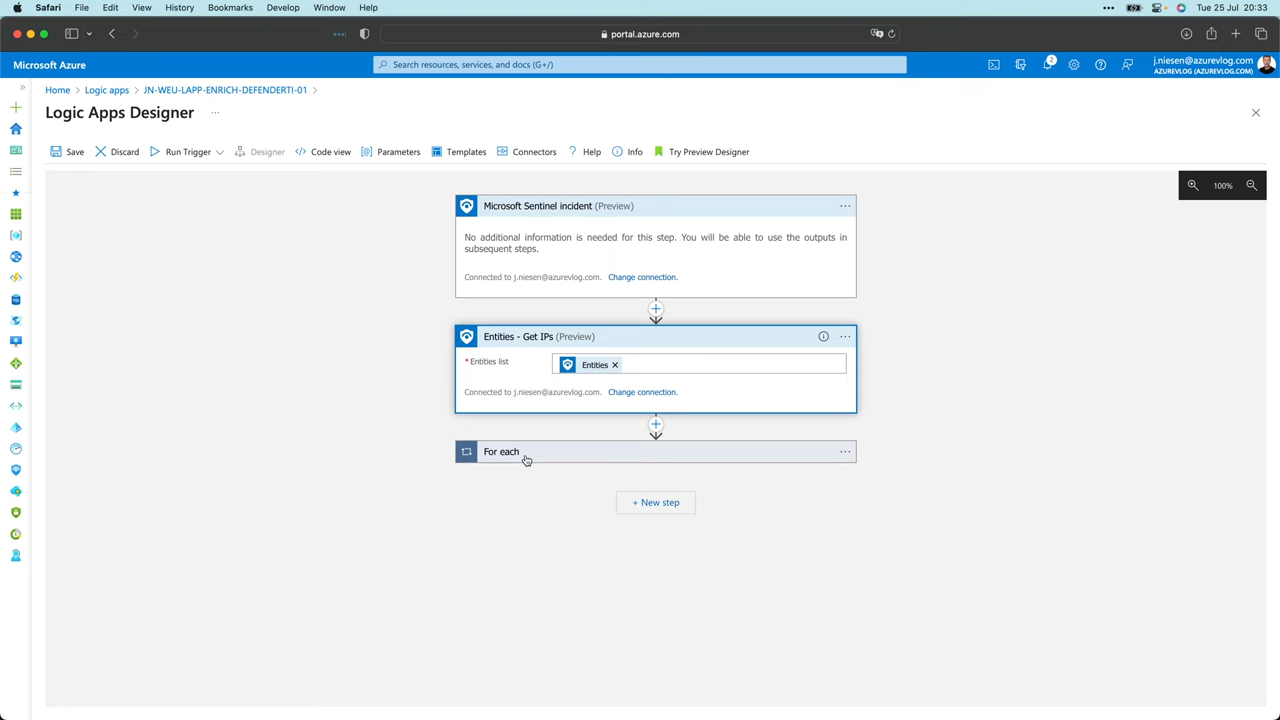 Safari File Edit View History Bookmarks Develop Window Help
Tue 25 Jul 20:33
portal.azure.com
Microsoft Azure
Search resources, services, and docs (G+/)
2
j.niesen@azurevlog.com
AZUREVLOG (AZUREVLOG.COM)
Home > Logic apps > JN-WEU-LAPP-ENRICH-DEFENDERTI-01 >
Logic Apps Designer ...
Save Discard Run Trigger Designer Code view Parameters Templates Connectors Help Info Try Preview Designer
100%
Microsoft Sentinel incident (Preview)
No additional information is needed for this step. You will be able to use the outputs in
subsequent steps.
Connected to j.niesen@azurevlog.com. Change connection.
Entities - Get IPs (Preview)
* Entities list
Entities ×
Connected to j.niesen@azurevlog.com. Change connection.
For each
+ New step